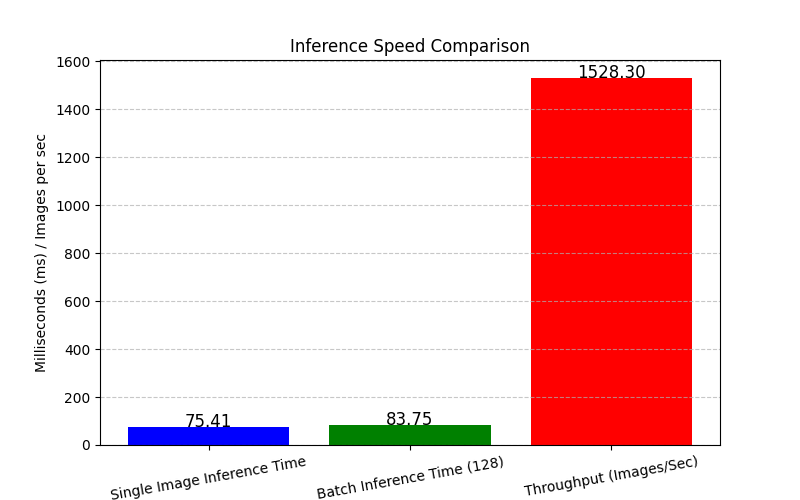 Inference Speed Comparison
Milliseconds (ms) / Images per sec
1600
1400
1200
1000
800
600
400
200
0
75.41
83.75
1528.30
Single Image Inference Time
Batch Inference Time (128)
Throughput (Images/Sec)